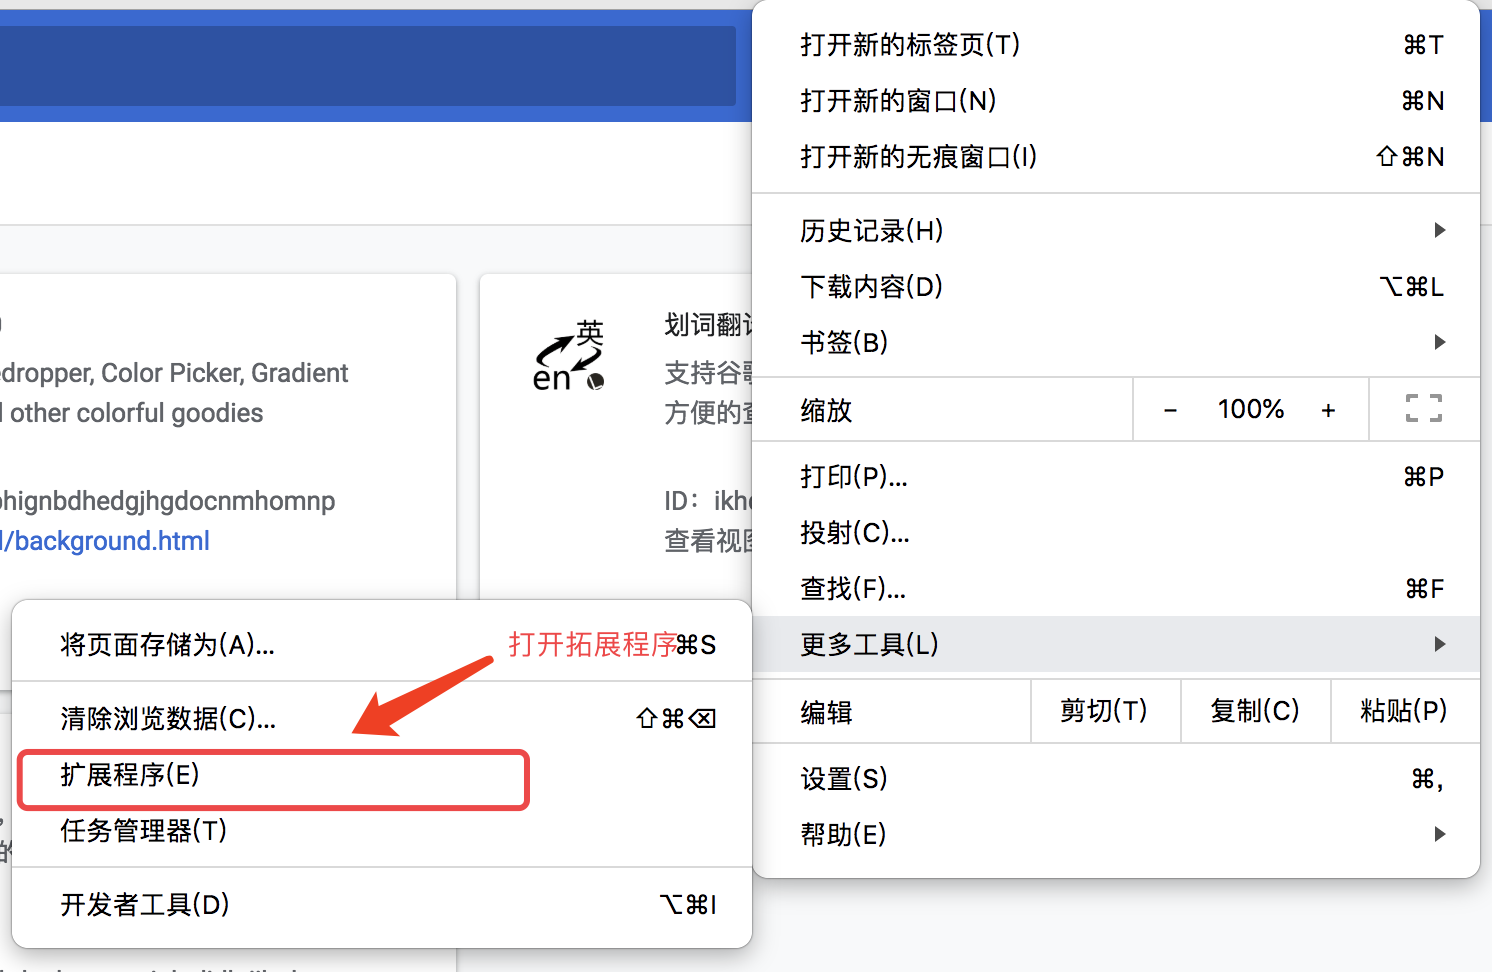 打开新的标签页(T) ⌘T
打开新的窗口(N) ⌘N
打开新的无痕窗口(I) ⇧⌘N
历史记录(H)
下载内容(D) ⌥⌘L
书签(B)
缩放 − 100% +
打印(P)... ⌘P
投射(C)...
查找(F)... ⌘F
更多工具(L)
编辑 剪切(T) 复制(C) 粘贴(P)
设置(S) ⌘,
帮助(E)
Color Picker, Gradient
other colorful goodies
/background.html
英
en
划词翻
支持谷
方便的
ID：
查看视
将页面存储为(A)... ⌘S
打开拓展程序
清除浏览数据(C)... ⇧⌘⌫
扩展程序(E)
任务管理器(T)
开发者工具(D) ⌥⌘I